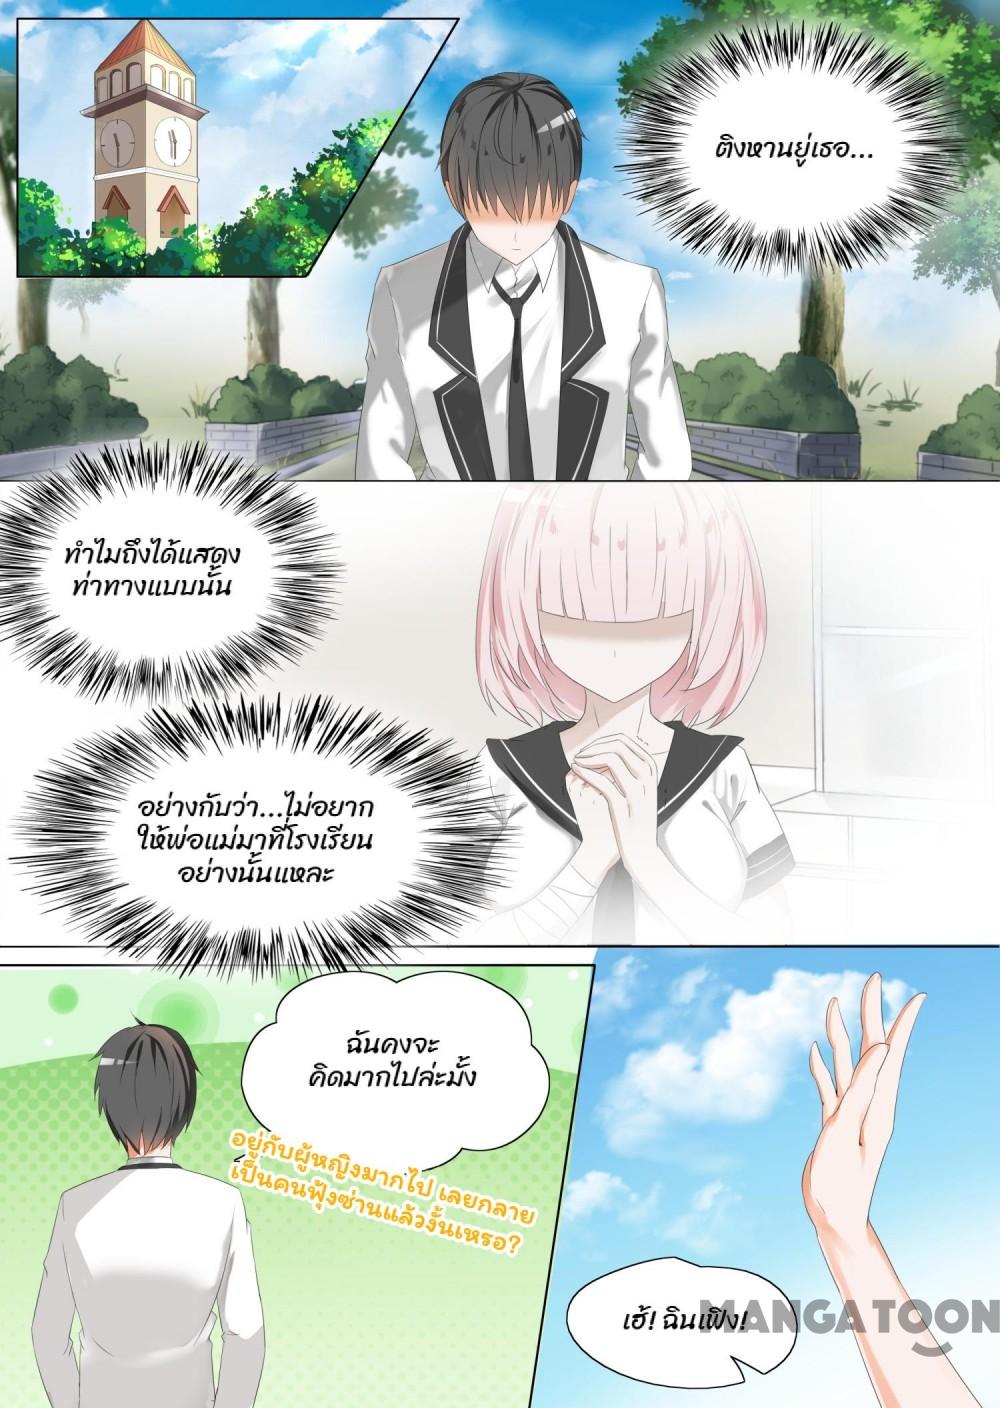 ติงหานยู่เธอ...
ทำไมถึงได้แสดง
ท่าทางแบบนั้น
อย่างกับว่า...ไม่อยาก
ให้พ่อแม่มาที่โรงเรียน
อย่างนั้นแหละ
ฉันคงจะ
คิดมากไปล่ะมั้ง
อยู่กับผู้หญิงมากไป เลยกลาย
เป็นคนฟุ้งซ่านแล้วงั้นเหรอ?
เฮ้! ฉินเฟิง!
MANGATOON